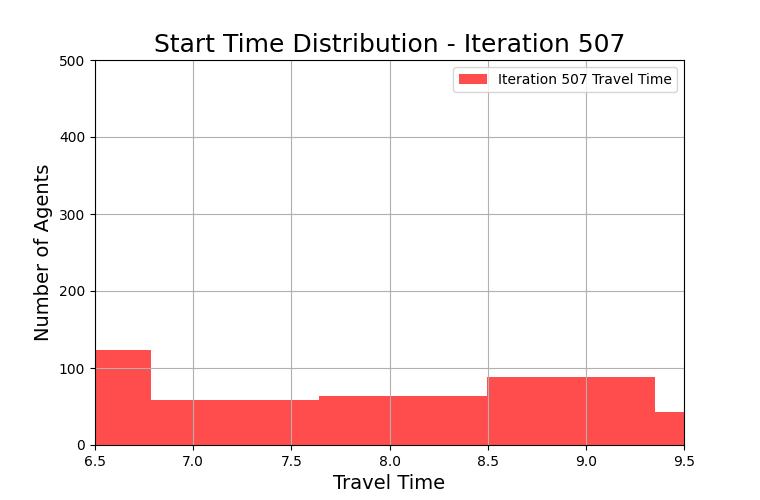 Start Time Distribution - Iteration 507
Iteration 507 Travel Time
Number of Agents
500
400
300
200
100
0
6.5 7.0 7.5 8.0 8.5 9.0 9.5
Travel Time